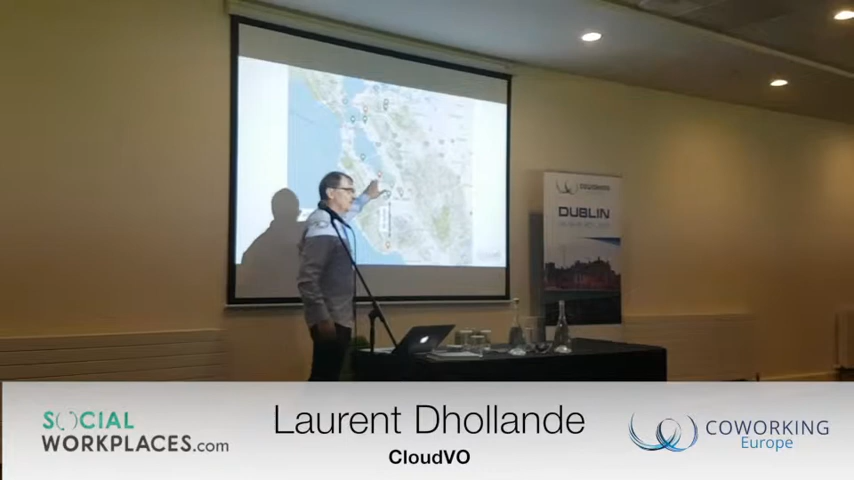 DUBLIN
SOCIAL
WORKPLACES.com
Laurent Dhollande
CloudVO
COWORKING
Europe